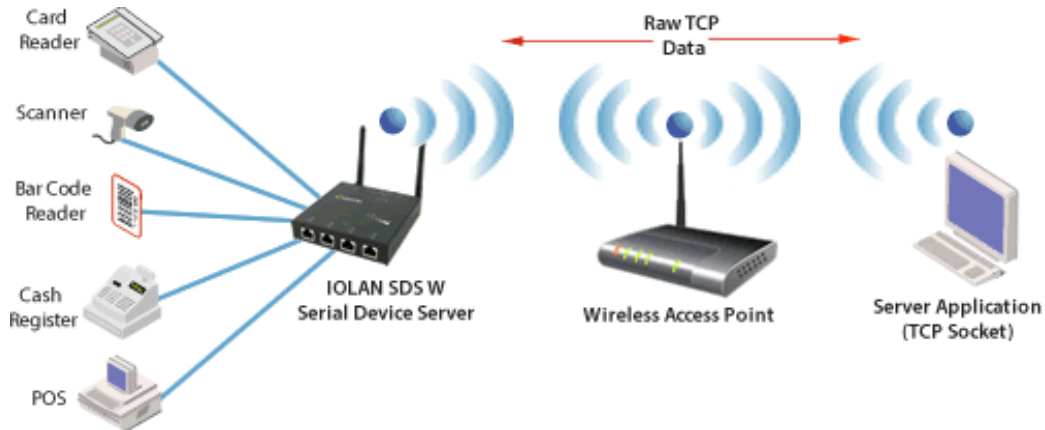 Card
Reader
Scanner
Bar Code
Reader
Cash
Register
POS
IOLAN SDS W
Serial Device Server
Raw TCP
Data
Wireless Access Point
Server Application
(TCP Socket)